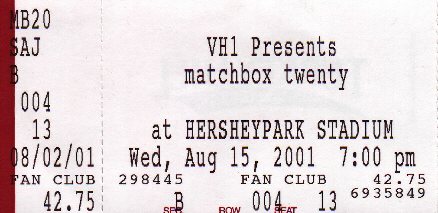 MB20
SAJ
B
004
13
08/02/01
FAN CLUB
42.75
VH1 Presents
matchbox twenty
at HERSHEYPARK STADIUM
Wed, Aug 15, 2001 7:00 pm
298445 FAN CLUB 42.75
B 004 13 6935849
SEC ROW SEAT